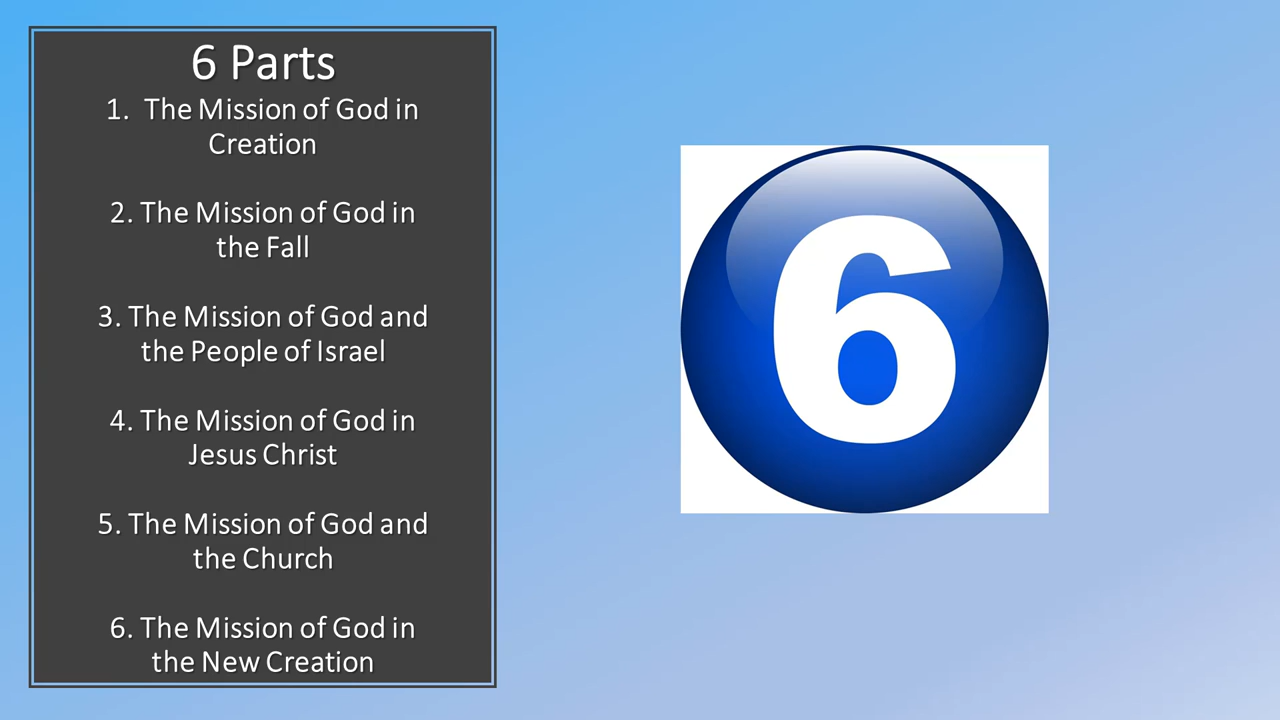 6 Parts
1. The Mission of God in
Creation
2. The Mission of God in
the Fall
3. The Mission of God and
the People of Israel
4. The Mission of God in
Jesus Christ
5. The Mission of God and
the Church
6. The Mission of God in
the New Creation
6